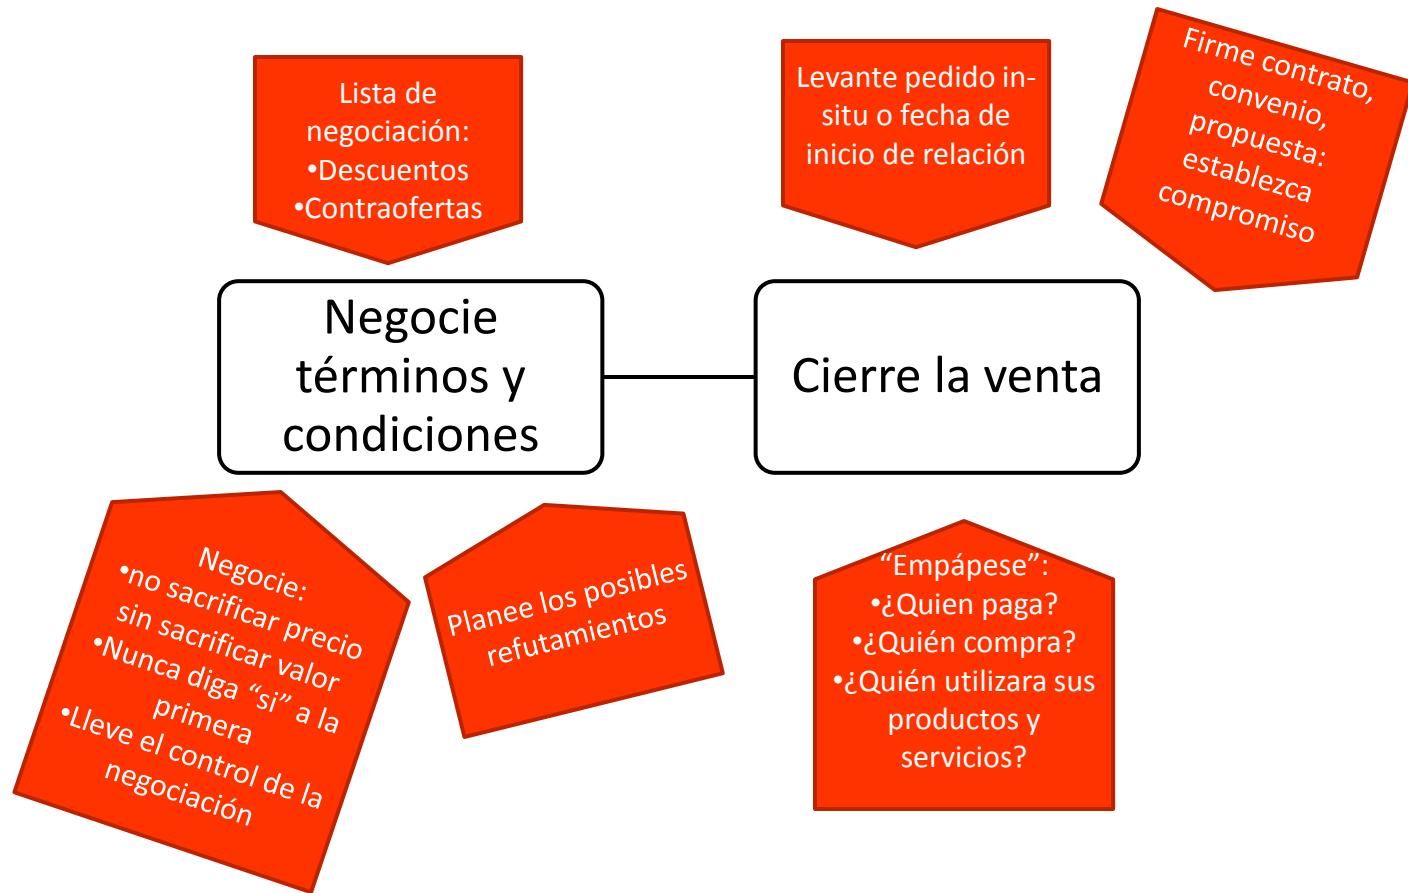 Lista de
negociación:
•Descuentos
•Contraofertas
Levante pedido in-
situ o fecha de
inicio de relación
Firme contrato,
convenio,
propuesta:
establezca
compromiso
Negocie
términos y
condiciones
Cierre la venta
Negocie:
•no sacrificar precio
sin sacrificar valor
•Nunca diga “si” a la
primera
•Lleve el control de la
negociación
Planee los posibles
refutamientos
“Empápese”:
•¿Quien paga?
•¿Quién compra?
•¿Quién utilizara sus
productos y
servicios?